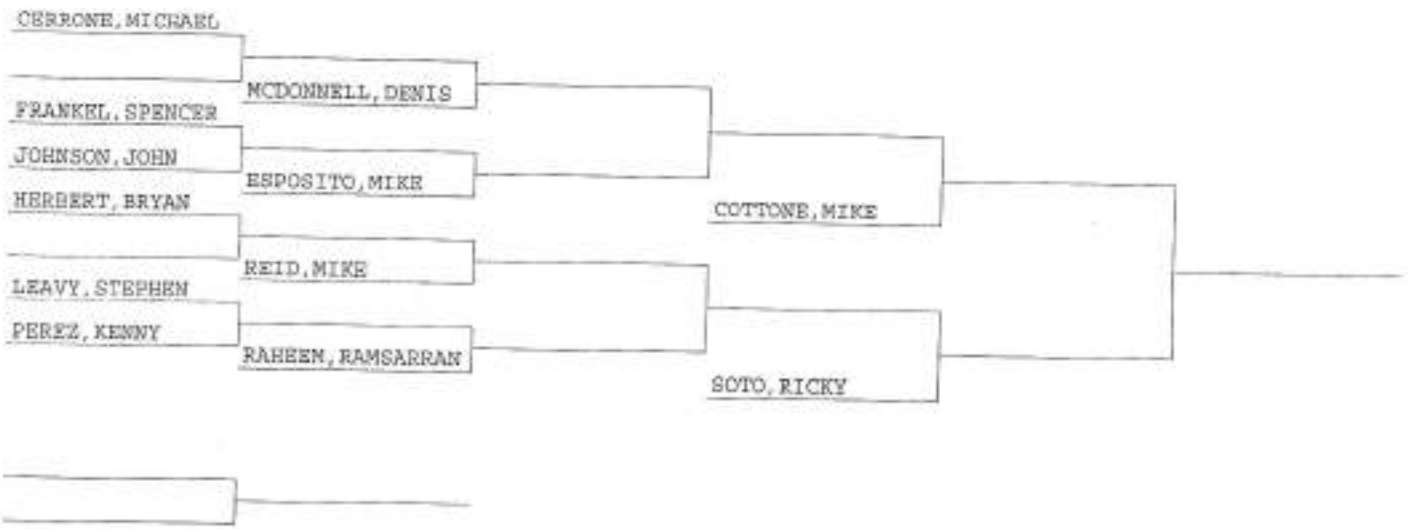 CERRONE,MICHAEL
MCDONNELL,DENIS
FRANKEL,SPENCER
JOHNSON,JOHN
ESPOSITO,MIKE
HERBERT,BRYAN
COTTONE,MIKE
REID,MIKE
LEAVY,STEPHEN
PEREZ,KENNY
RAHEEM,RAMSARRAN
SOTO,RICKY